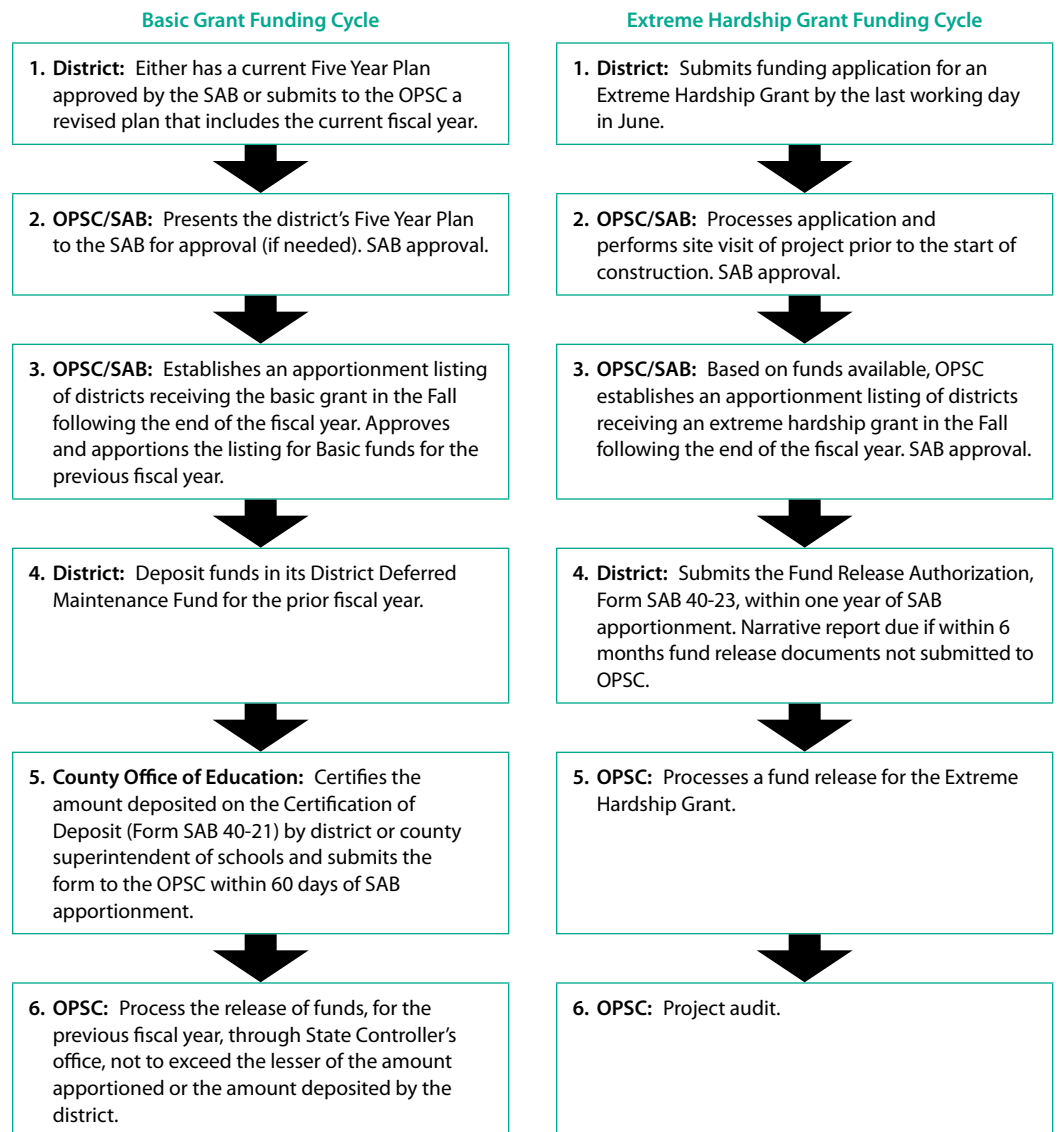 Basic Grant Funding Cycle
1. District: Either has a current Five Year Plan
approved by the SAB or submits to the OPSC a
revised plan that includes the current fiscal year.
2. OPSC/SAB: Presents the district's Five Year Plan
to the SAB for approval (if needed). SAB approval.
3. OPSC/SAB: Establishes an apportionment listing
of districts receiving the basic grant in the Fall
following the end of the fiscal year. Approves
and apportions the listing for Basic funds for the
previous fiscal year.
4. District: Deposit funds in its District Deferred
Maintenance Fund for the prior fiscal year.
5. County Office of Education: Certifies the
amount deposited on the Certification of
Deposit (Form SAB 40-21) by district or county
superintendent of schools and submits the
form to the OPSC within 60 days of SAB
apportionment.
6. OPSC: Process the release of funds, for the
previous fiscal year, through State Controller's
office, not to exceed the lesser of the amount
apportioned or the amount deposited by the
district.
Extreme Hardship Grant Funding Cycle
1. District: Submits funding application for an
Extreme Hardship Grant by the last working day
in June.
2. OPSC/SAB: Processes application and
performs site visit of project prior to the start of
construction. SAB approval.
3. OPSC/SAB: Based on funds available, OPSC
establishes an apportionment listing of districts
receiving an extreme hardship grant in the Fall
following the end of the fiscal year. SAB approval.
4. District: Submits the Fund Release Authorization,
Form SAB 40-23, within one year of SAB
apportionment. Narrative report due if within 6
months fund release documents not submitted to
OPSC.
5. OPSC: Processes a fund release for the Extreme
Hardship Grant.
6. OPSC: Project audit.